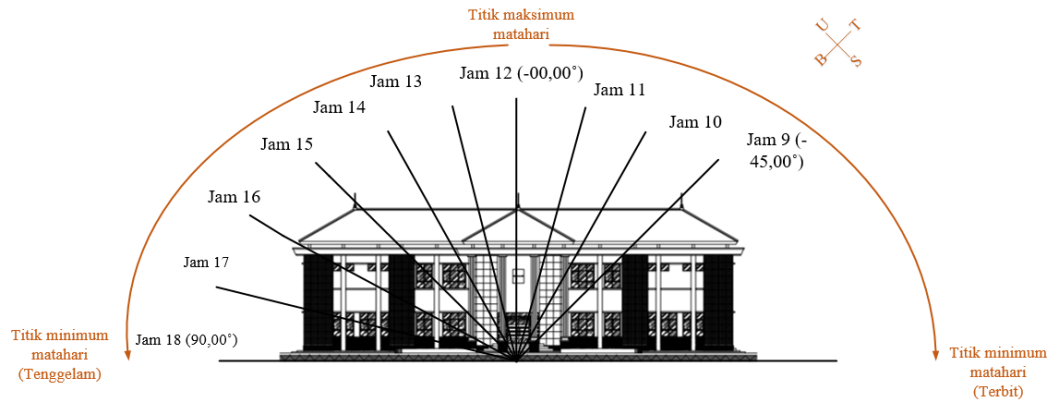 Titik maksimum
matahari
U
T
B
S
Jam 12 (-00,00˚)
Jam 13
Jam 11
Jam 14
Jam 10
Jam 15
Jam 9 (-
45,00˚)
Jam 16
Jam 17
Jam 18 (90,00˚)
Titik minimum
matahari
(Tenggelam)
Titik minimum
matahari
(Terbit)